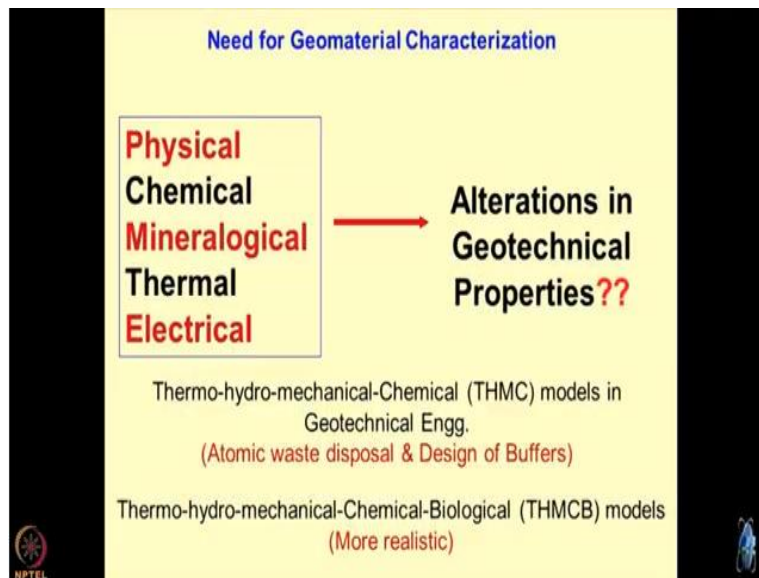 Need for Geomaterial Characterization
Physical
Chemical
Mineralogical
Thermal
Electrical
Alterations in
Geotechnical
Properties??
Thermo-hydro-mechanical-Chemical (THMC) models in
Geotechnical Engg.
(Atomic waste disposal & Design of Buffers)
Thermo-hydro-mechanical-Chemical-Biological (THMCB) models
(More realistic)
NPTEL